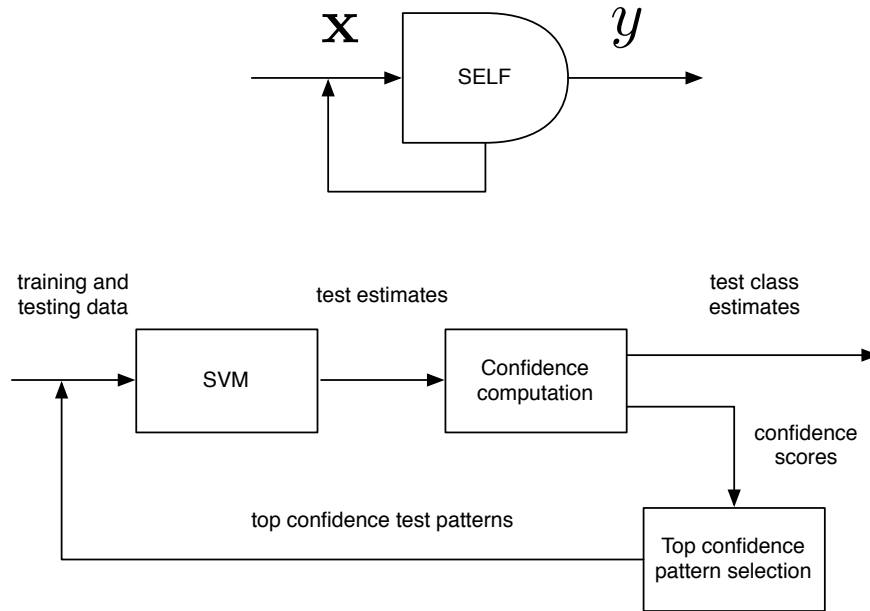 x
y
SELF
training and
testing data
test estimates
test class
estimates
SVM
Confidence
computation
confidence
scores
top confidence test patterns
Top confidence
pattern selection